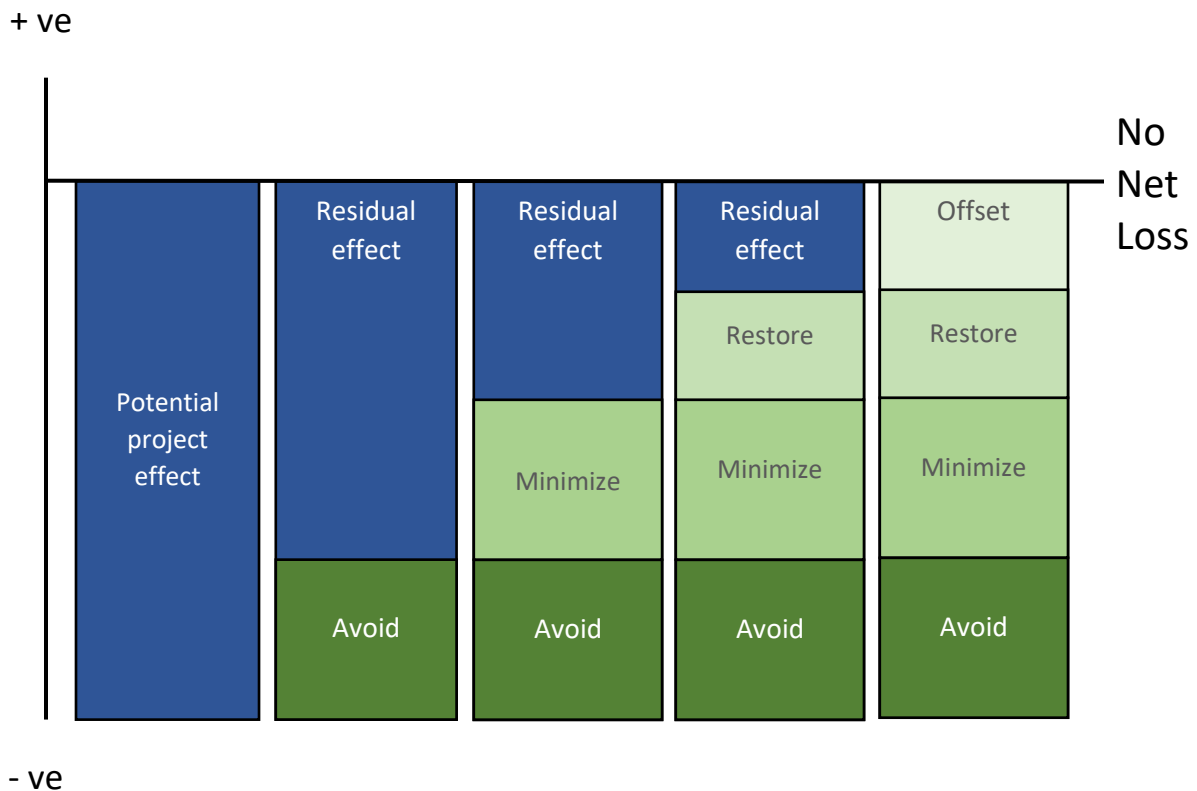 + ve
No
Net
Loss
Potential
project
effect
Residual
effect
Avoid
Residual
effect
Minimize
Avoid
Residual
effect
Restore
Minimize
Avoid
Offset
Restore
Minimize
Avoid
- ve